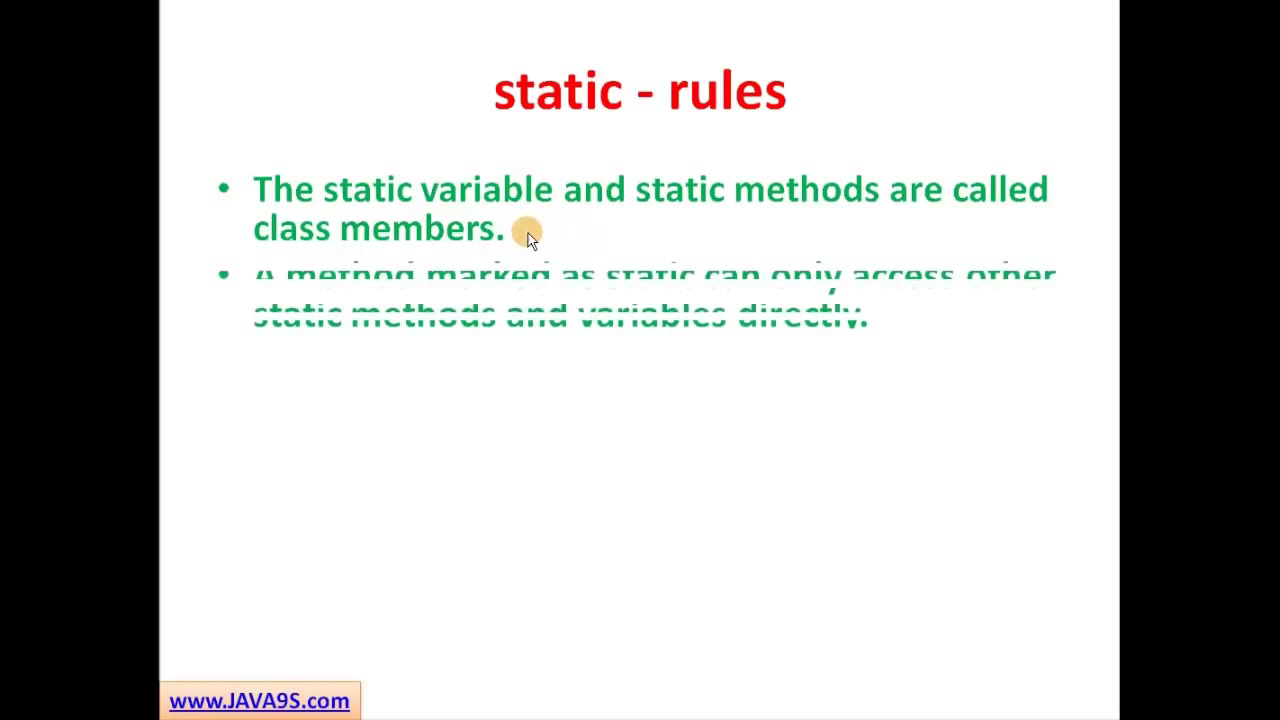 static - rules
• The static variable and static methods are called
class members.
• A method marked as static can only access other
static methods and variables directly.
www.JAVA9S.com